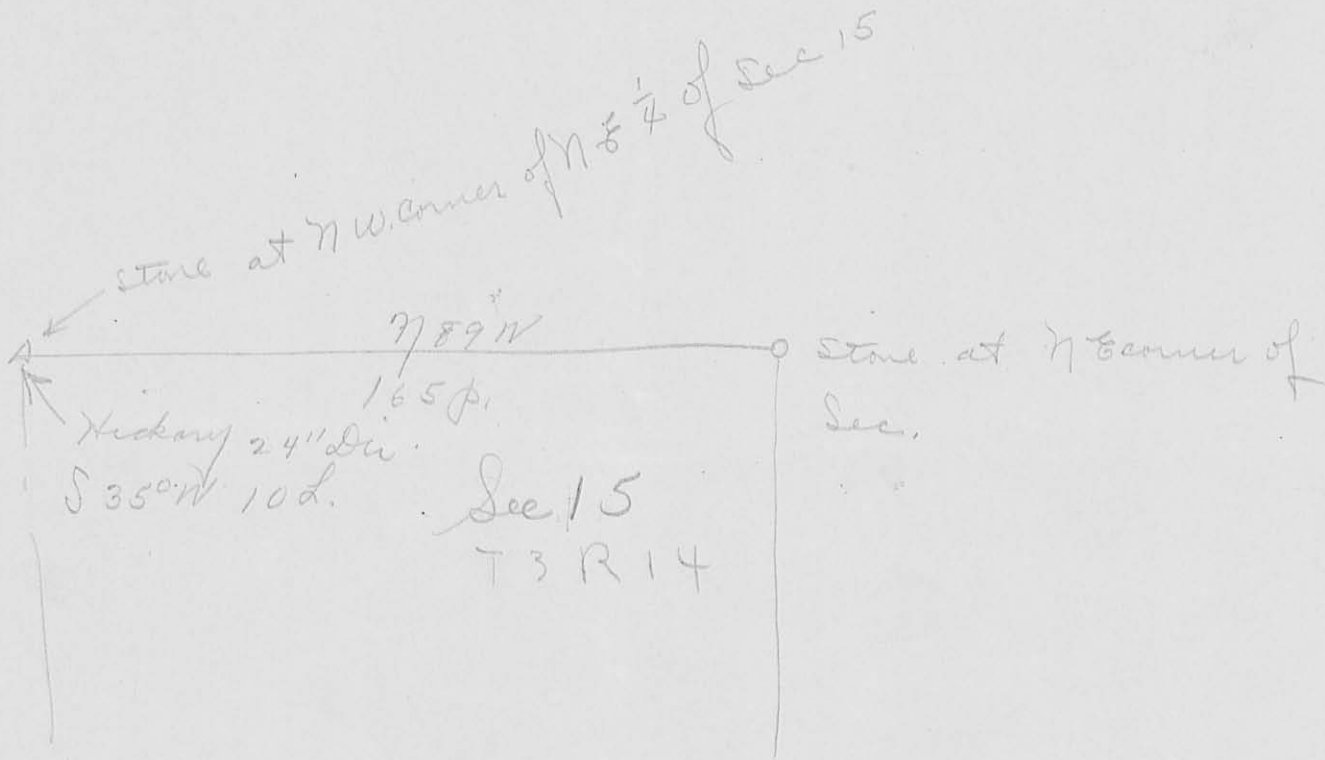 Stone at N W. Corner of N E 1/4 of Sec 15
N 89° W
165 p.
Stone at N E corner of
Sec.
Hickory 24" Dia.
S 35° W 10 L.
Sec 15
T 3 R 14